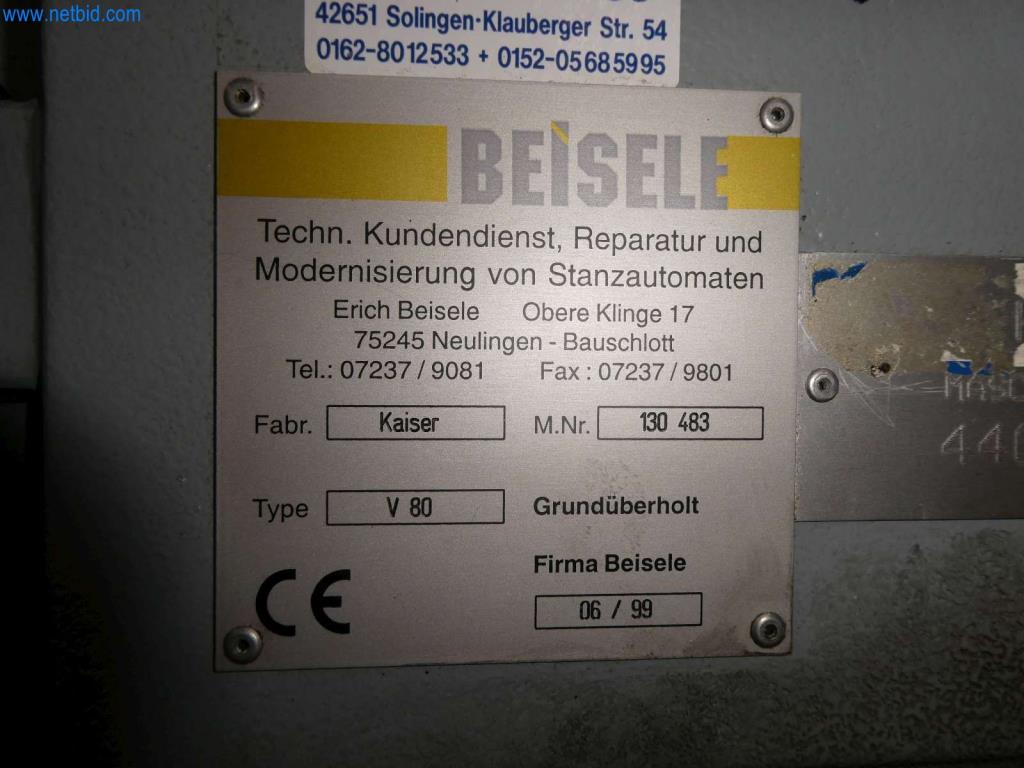 www.netbid.com
42651 Solingen·Klauberger Str. 54
0162-8012533 + 0152-05685995
BEISELE
Techn. Kundendienst, Reparatur und
Modernisierung von Stanzautomaten
Erich Beisele Obere Klinge 17
75245 Neulingen - Bauschlott
Tel.: 07237 / 9081 Fax : 07237 / 9801
Fabr. Kaiser M.Nr. 130 483
Type V 80 Grundüberholt
Firma Beisele
CE 06 / 99